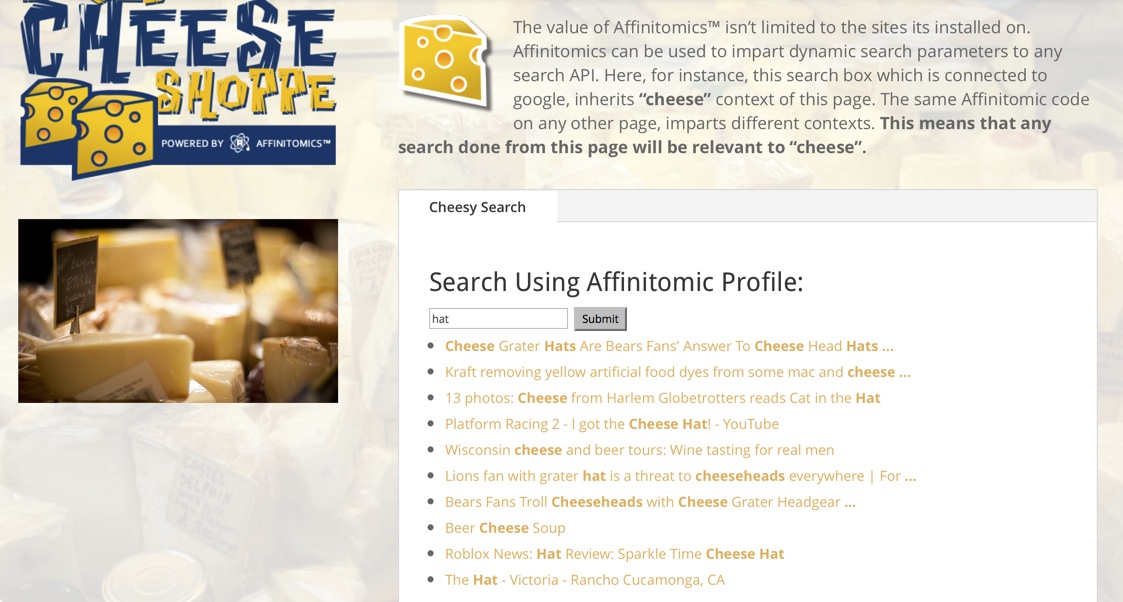 CHEESE
SHOPPE
POWERED BY AFFINITOMICS™
The value of Affinitomics™ isn’t limited to the sites its installed on.
Affinitomics can be used to impart dynamic search parameters to any
search API. Here, for instance, this search box which is connected to
google, inherits “cheese” context of this page. The same Affinitomic code
on any other page, imparts different contexts. This means that any
search done from this page will be relevant to “cheese”.
Cheesy Search
Search Using Affinitomic Profile:
hat Submit
Cheese Grater Hats Are Bears Fans' Answer To Cheese Head Hats ...
Kraft removing yellow artificial food dyes from some mac and cheese ...
13 photos: Cheese from Harlem Globetrotters reads Cat in the Hat
Platform Racing 2 - I got the Cheese Hat! - YouTube
Wisconsin cheese and beer tours: Wine tasting for real men
Lions fan with grater hat is a threat to cheeseheads everywhere | For ...
Bears Fans Troll Cheeseheads with Cheese Grater Headgear ...
Beer Cheese Soup
Roblox News: Hat Review: Sparkle Time Cheese Hat
The Hat - Victoria - Rancho Cucamonga, CA